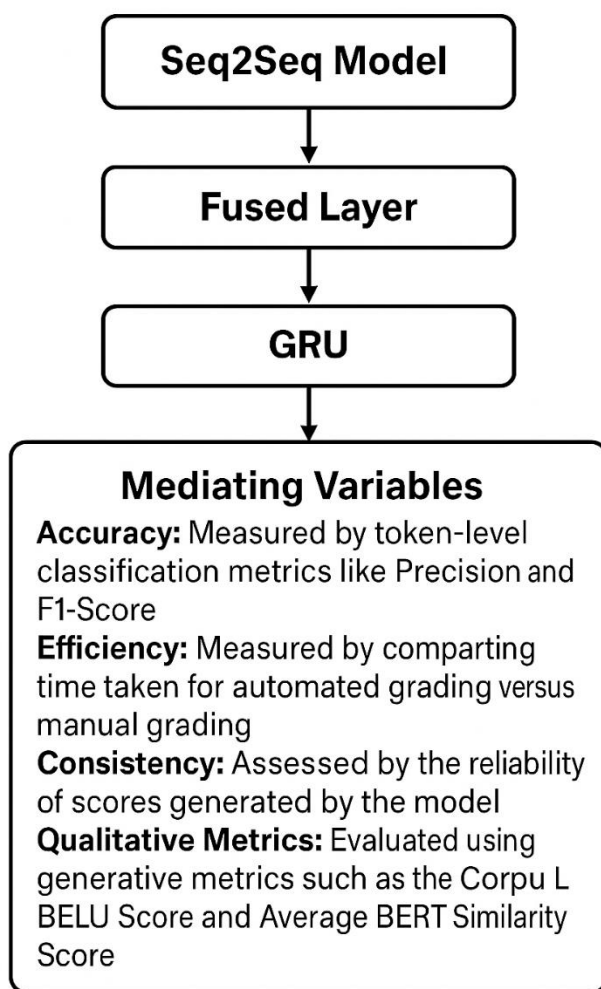 Seq2Seq Model
Fused Layer
GRU
Mediating Variables
Accuracy: Measured by token-level
classification metrics like Precision and
F1-Score
Efficiency: Measured by comparting
time taken for automated grading versus
manual grading
Consistency: Assessed by the reliability
of scores generated by the model
Qualitative Metrics: Evaluated using
generative metrics such as the Corpu L
BELU Score and Average BERT Similarity
Score